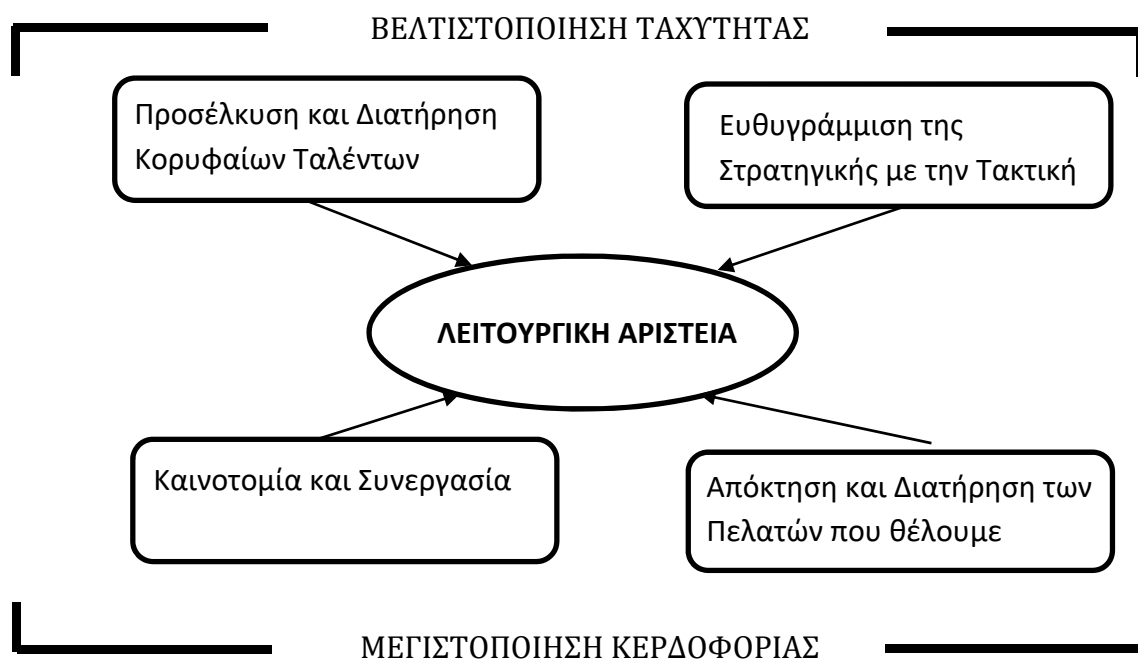 ΒΕΛΤΙΣΤΟΠΟΙΗΣΗ ΤΑΧΥΤΗΤΑΣ
Προσέλκυση και Διατήρηση
Κορυφαίων Ταλέντων
Ευθυγράμμιση της
Στρατηγικής με την Τακτική
ΛΕΙΤΟΥΡΓΙΚΗ ΑΡΙΣΤΕΙΑ
Καινοτομία και Συνεργασία
Απόκτηση και Διατήρηση των
Πελατών που θέλουμε
ΜΕΓΙΣΤΟΠΟΙΗΣΗ ΚΕΡΔΟΦΟΡΙΑΣ